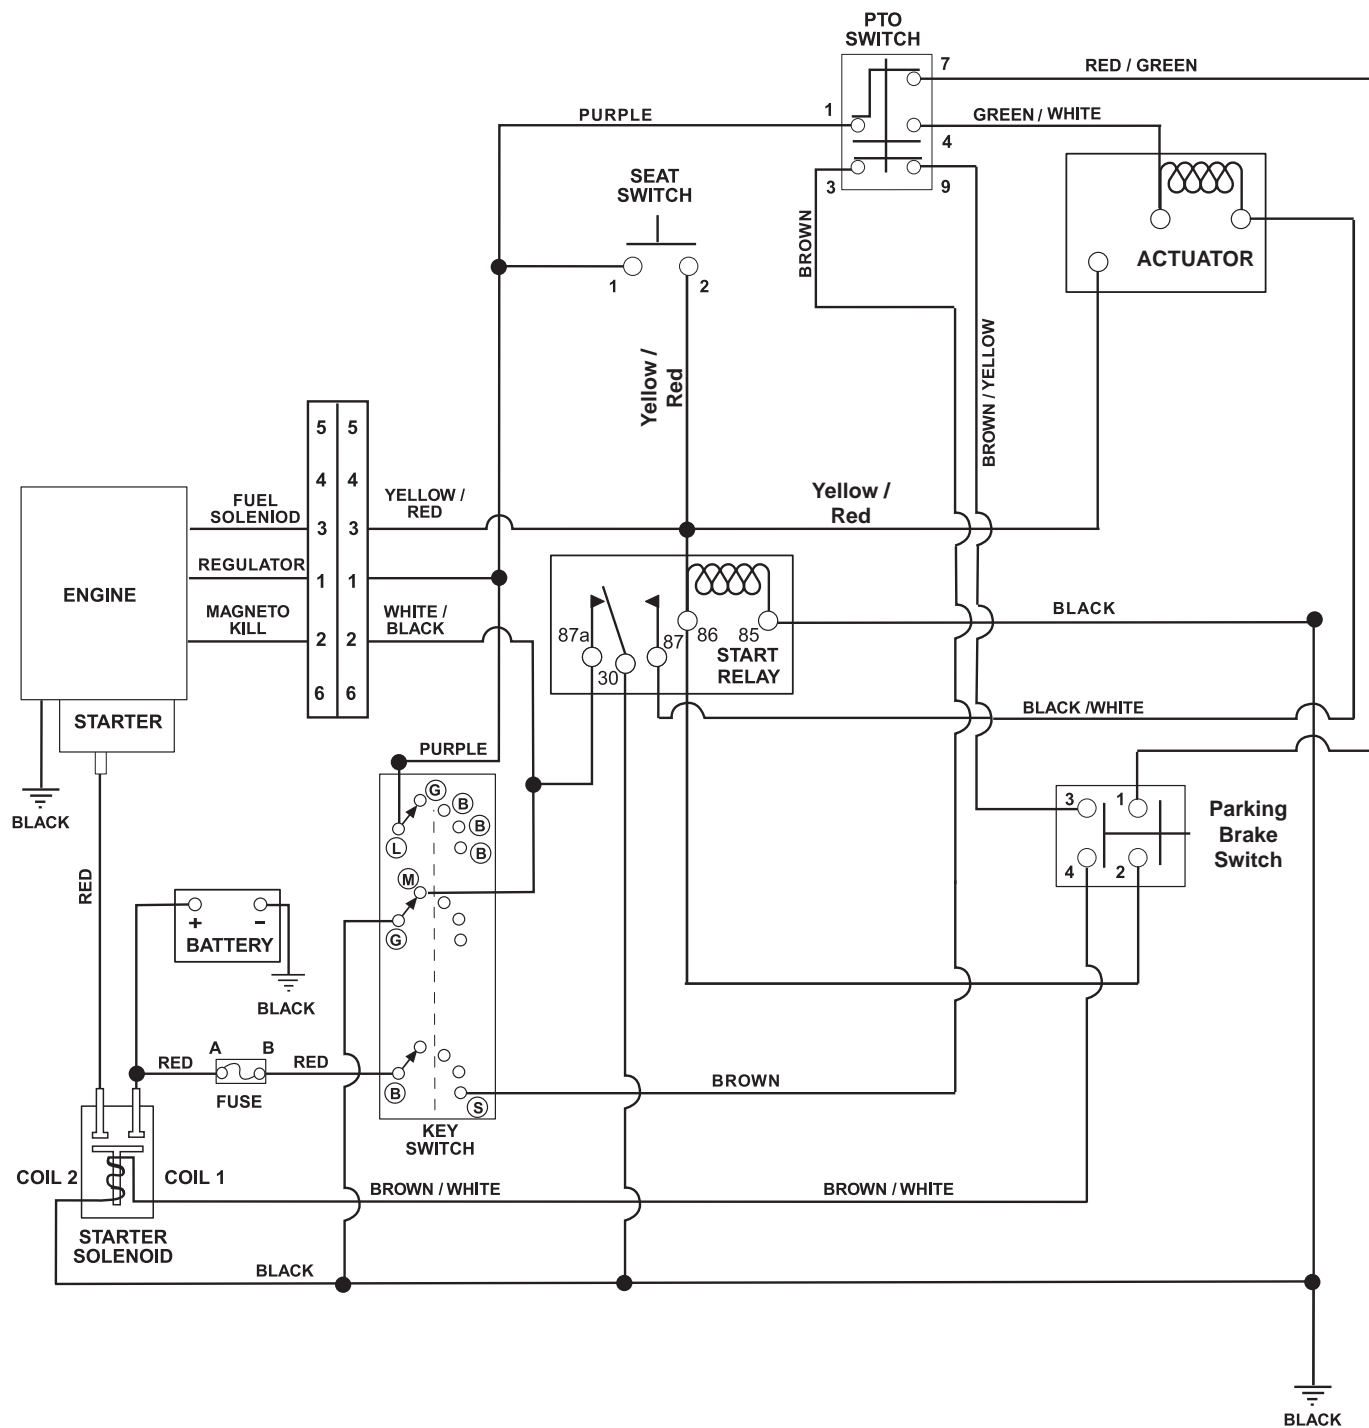 PTO
SWITCH
7
RED / GREEN
1
PURPLE
GREEN / WHITE
4
3
9
SEAT
SWITCH
1
2
BROWN
ACTUATOR
BROWN / YELLOW
Yellow /
Red
5 5
4 4
3 3
1 1
2 2
6 6
FUEL
SOLENIOD
YELLOW /
RED
Yellow /
Red
REGULATOR
ENGINE
MAGNETO
KILL
WHITE /
BLACK
BLACK
87a
30
87
86
85
START
RELAY
STARTER
BLACK /WHITE
PURPLE
BLACK
G
B
B
B
L
M
G
B
S
3
1
4
2
Parking
Brake
Switch
RED
+
-
BATTERY
BLACK
A
B
RED
RED
FUSE
BROWN
KEY
SWITCH
COIL 2
COIL 1
BROWN / WHITE
BROWN / WHITE
STARTER
SOLENOID
BLACK
BLACK